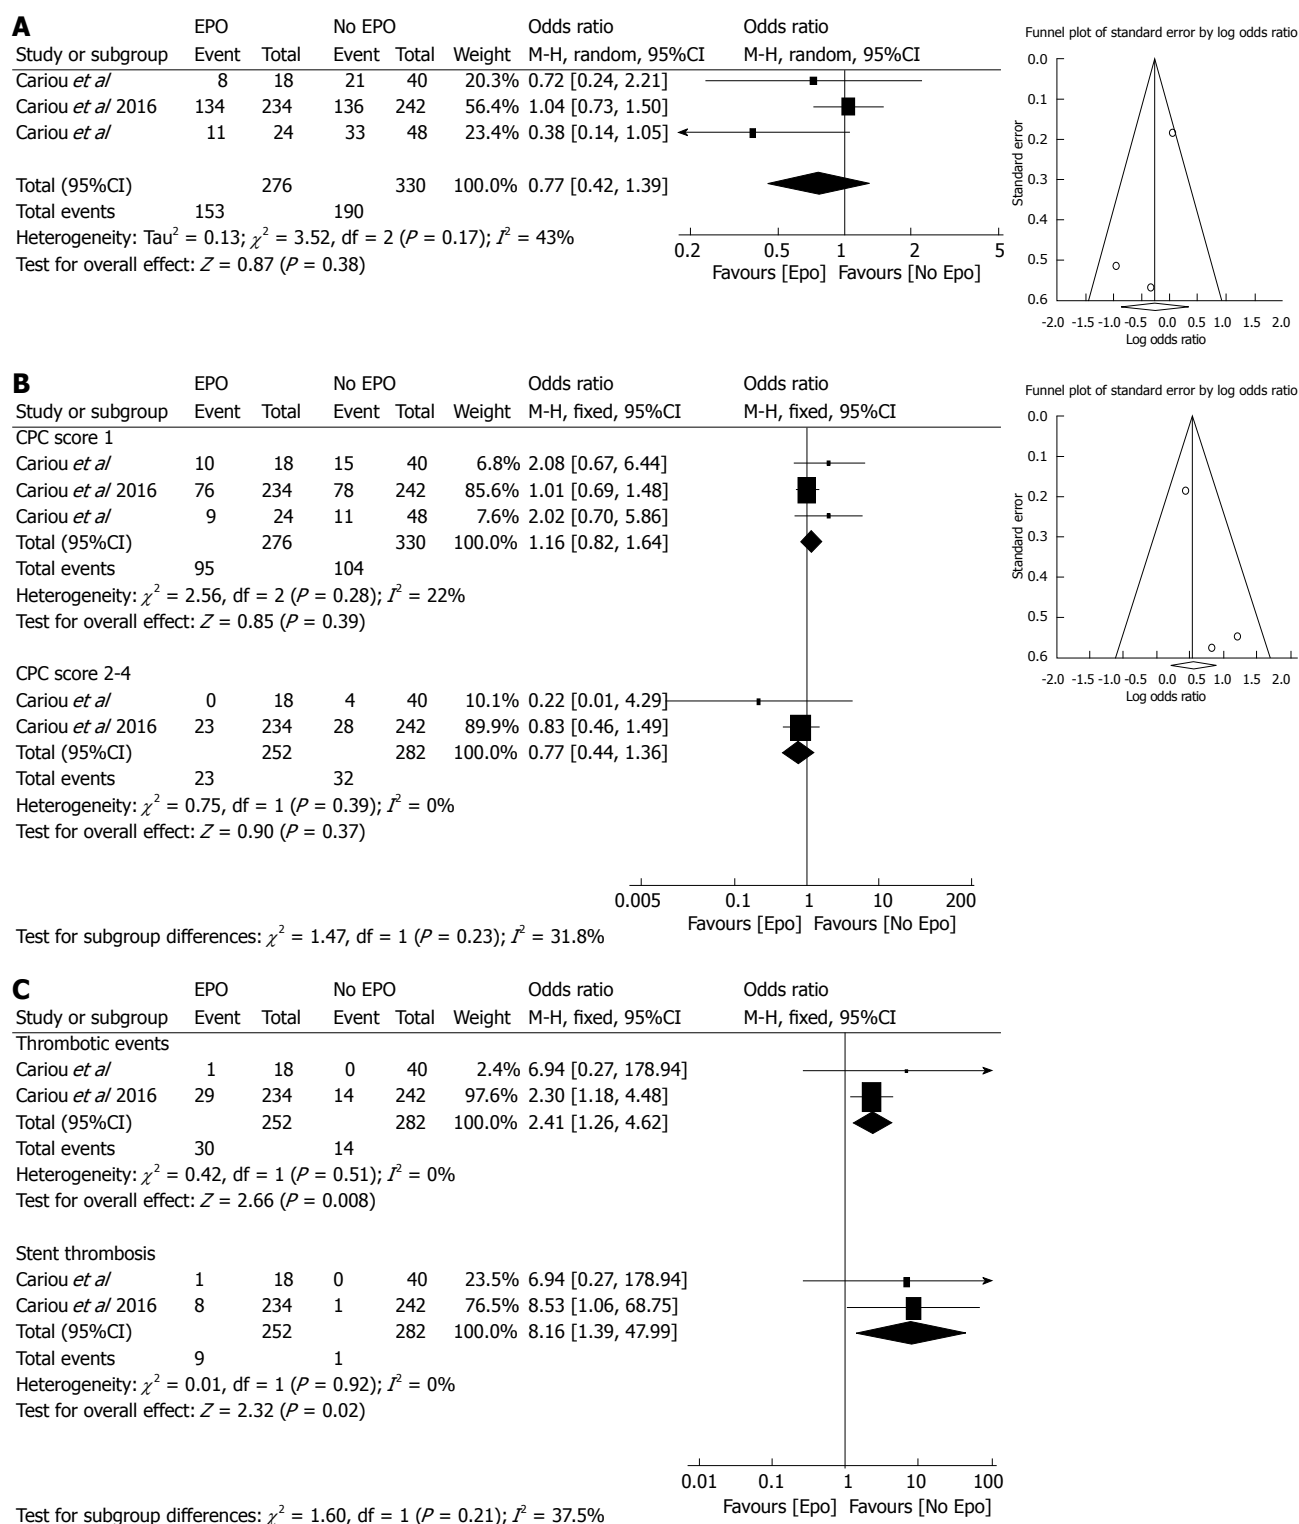 A EPO No EPO Odds ratio Odds ratio
Study or subgroup Event Total Event Total Weight M-H, random, 95%CI M-H, random, 95%CI
Cariou et al 8 18 21 40 20.3% 0.72 [0.24, 2.21]
Cariou et al 2016 134 234 136 242 56.4% 1.04 [0.73, 1.50]
Cariou et al 11 24 33 48 23.4% 0.38 [0.14, 1.05]
Total (95%CI) 276 330 100.0% 0.77 [0.42, 1.39]
Total events 153 190
Heterogeneity: Tau² = 0.13; χ² = 3.52, df = 2 (P = 0.17); I² = 43%
Test for overall effect: Z = 0.87 (P = 0.38)
0.2 0.5 1 2 5
Favours [Epo] Favours [No Epo]
Funnel plot of standard error by log odds ratio
0.0
0.1
0.2
0.3
0.4
0.5
0.6
Standard error
-2.0 -1.5 -1.0 -0.5 0.0 0.5 1.0 1.5 2.0
Log odds ratio
B EPO No EPO Odds ratio Odds ratio
Study or subgroup Event Total Event Total Weight M-H, fixed, 95%CI M-H, fixed, 95%CI
CPC score 1
Cariou et al 10 18 15 40 6.8% 2.08 [0.67, 6.44]
Cariou et al 2016 76 234 78 242 85.6% 1.01 [0.69, 1.48]
Cariou et al 9 24 11 48 7.6% 2.02 [0.70, 5.86]
Total (95%CI) 276 330 100.0% 1.16 [0.82, 1.64]
Total events 95 104
Heterogeneity: χ² = 2.56, df = 2 (P = 0.28); I² = 22%
Test for overall effect: Z = 0.85 (P = 0.39)
CPC score 2-4
Cariou et al 0 18 4 40 10.1% 0.22 [0.01, 4.29]
Cariou et al 2016 23 234 28 242 89.9% 0.83 [0.46, 1.49]
Total (95%CI) 252 282 100.0% 0.77 [0.44, 1.36]
Total events 23 32
Heterogeneity: χ² = 0.75, df = 1 (P = 0.39); I² = 0%
Test for overall effect: Z = 0.90 (P = 0.37)
0.005 0.1 1 10 200
Favours [Epo] Favours [No Epo]
Test for subgroup differences: χ² = 1.47, df = 1 (P = 0.23); I² = 31.8%
Funnel plot of standard error by log odds ratio
0.0
0.1
0.2
0.3
0.4
0.5
0.6
Standard error
-2.0 -1.5 -1.0 -0.5 0.0 0.5 1.0 1.5 2.0
Log odds ratio
C EPO No EPO Odds ratio Odds ratio
Study or subgroup Event Total Event Total Weight M-H, fixed, 95%CI M-H, fixed, 95%CI
Thrombotic events
Cariou et al 1 18 0 40 2.4% 6.94 [0.27, 178.94]
Cariou et al 2016 29 234 14 242 97.6% 2.30 [1.18, 4.48]
Total (95%CI) 252 282 100.0% 2.41 [1.26, 4.62]
Total events 30 14
Heterogeneity: χ² = 0.42, df = 1 (P = 0.51); I² = 0%
Test for overall effect: Z = 2.66 (P = 0.008)
Stent thrombosis
Cariou et al 1 18 0 40 23.5% 6.94 [0.27, 178.94]
Cariou et al 2016 8 234 1 242 76.5% 8.53 [1.06, 68.75]
Total (95%CI) 252 282 100.0% 8.16 [1.39, 47.99]
Total events 9 1
Heterogeneity: χ² = 0.01, df = 1 (P = 0.92); I² = 0%
Test for overall effect: Z = 2.32 (P = 0.02)
0.01 0.1 1 10 100
Favours [Epo] Favours [No Epo]
Test for subgroup differences: χ² = 1.60, df = 1 (P = 0.21); I² = 37.5%